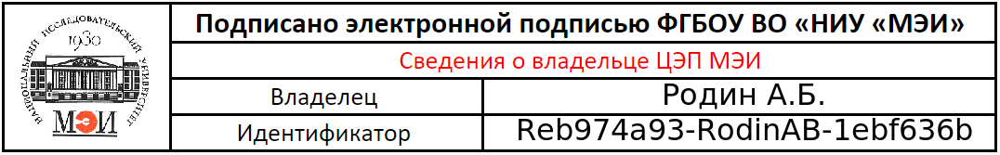 НАЦИОНАЛЬНЫЙ ИССЛЕДОВАТЕЛЬСКИЙ УНИВЕРСИТЕТ
1930
МЭИ
Подписано электронной подписью ФГБОУ ВО «НИУ «МЭИ»
Сведения о владельце ЦЭП МЭИ
Владелец Родин А.Б.
Идентификатор Reb974a93-RodinAB-1ebf636b